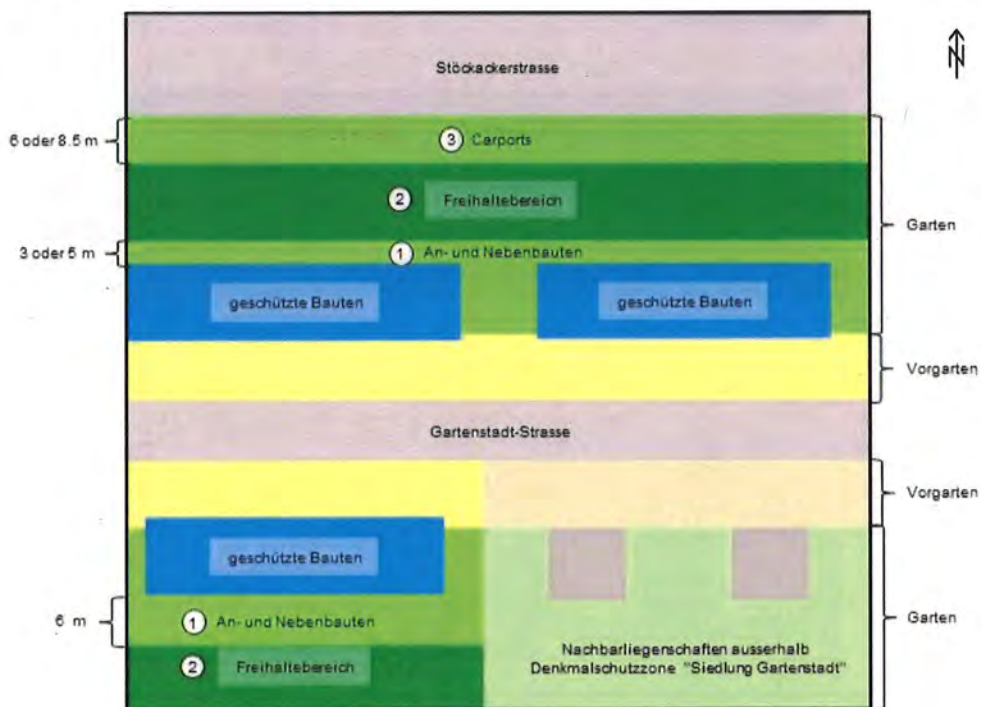 N
Stöckackerstrasse
6 oder 8.5 m
3 Carports
2 Freihaltebereich
Garten
3 oder 5 m
1 An- und Nebenbauten
geschützte Bauten
geschützte Bauten
Vorgarten
Gartenstadt-Strasse
Vorgarten
geschützte Bauten
6 m
1 An- und Nebenbauten
Garten
2 Freihaltebereich
Nachbarliegenschaften ausserhalb
Denkmalschutzzone "Siedlung Gartenstadt"